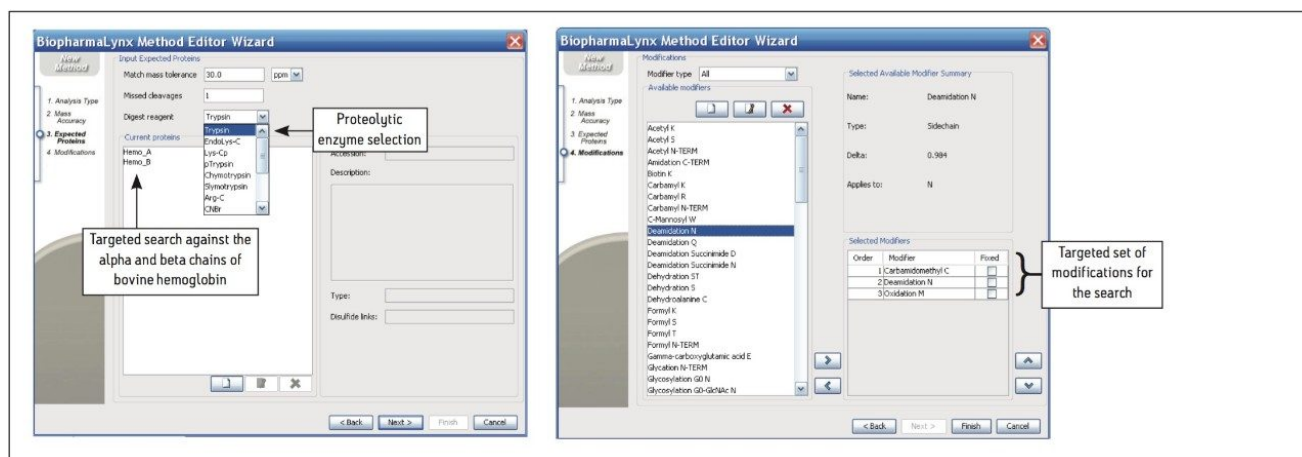 BiopharmaLynx Method Editor Wizard
New Method
1. Analysis Type
2. Mass Accuracy
3. Expected Proteins
4 Modifications
Input Expected Proteins
Match mass tolerance 30.0 ppm
Missed cleavages 1
Digest reagent Trypsin
Trypsin
EndoLys-C
Lys-Cp
pTrypsin
Chymotrypsin
Slymotrypsin
Arg-C
CNBr
Current proteins
Hemo_A
Hemo_B
Accession:
Description:
Type:
Disulfide links:
< Back Next > Finish Cancel
Proteolytic
enzyme selection
Targeted search against the
alpha and beta chains of
bovine hemoglobin
BiopharmaLynx Method Editor Wizard
New Method
1. Analysis Type
2. Mass Accuracy
3 Expected Proteins
4. Modifications
Modifications
Modifier type All
Available modifiers
Acetyl K
Acetyl S
Acetyl N-TERM
Amidation C-TERM
Biotin K
Carbamyl K
Carbamyl R
Carbamyl N-TERM
C-Mannosyl W
Deamidation N
Deamidation Q
Deamidation Succinimide D
Deamidation Succinimide N
Dehydration ST
Dehydration S
Dehydroalanine C
Formyl K
Formyl S
Formyl T
Formyl N-TERM
Gamma-carboxyglutamic acid E
Glycation N-TERM
Glycosylation G0 N
Glycosylation G0-GlcNAc N
Selected Available Modifier Summary
Name: Deamidation N
Type: Sidechain
Delta: 0.984
Applies to: N
Selected Modifiers
Order Modifier Fixed
1 Carbamidomethyl C
2 Deamidation N
3 Oxidation M
> 
<
< Back Next > Finish Cancel
Targeted set of
modifications for
the search